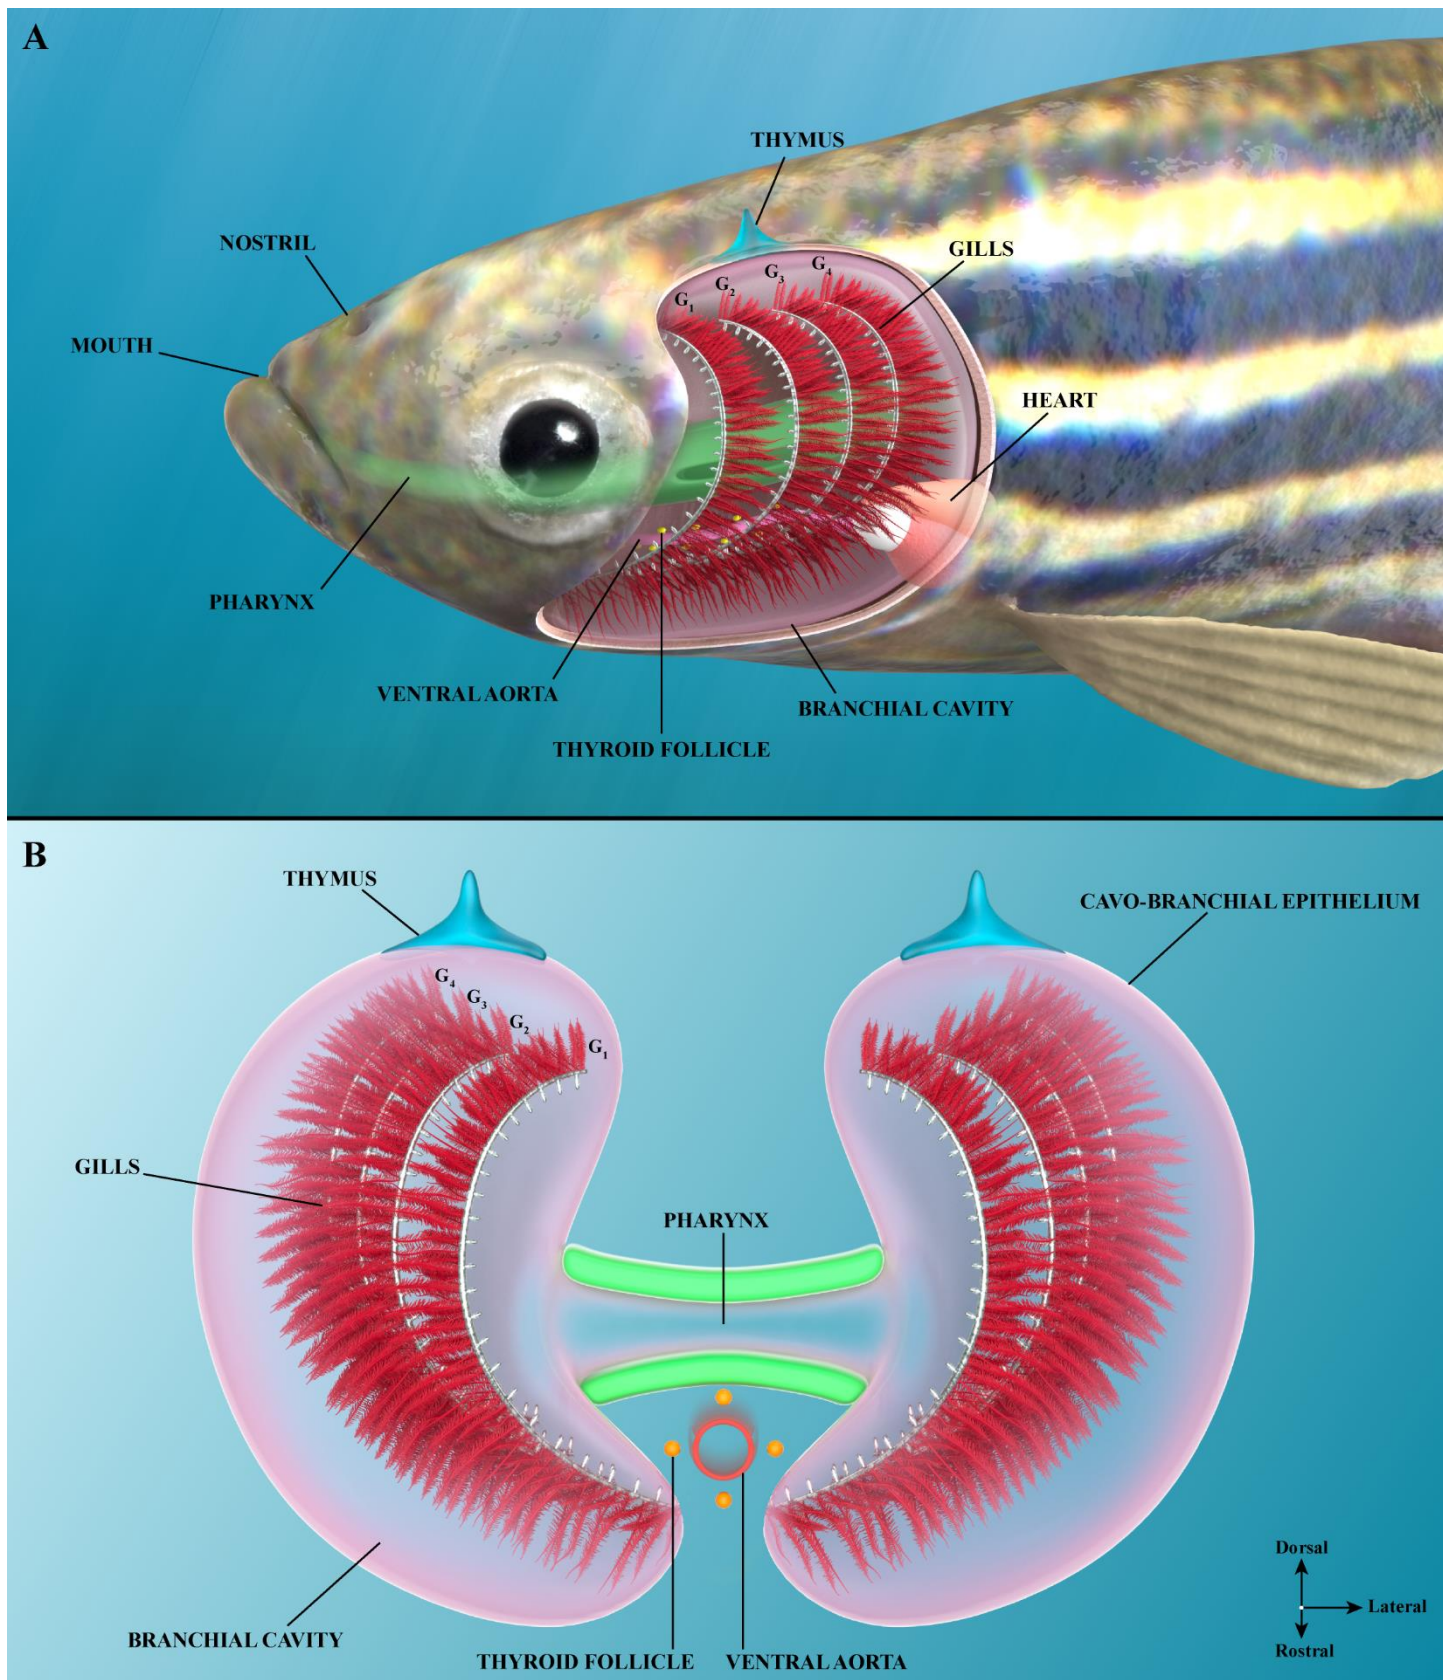 A
THYMUS
NOSTRIL
GILLS
G4
G3
G2
G1
MOUTH
HEART
PHARYNX
VENTRAL AORTA
BRANCHIAL CAVITY
THYROID FOLLICLE
B
THYMUS
CAVO-BRANCHIAL EPITHELIUM
G4
G3
G2
G1
GILLS
PHARYNX
Dorsal
Lateral
Rostral
BRANCHIAL CAVITY
THYROID FOLLICLE
VENTRAL AORTA